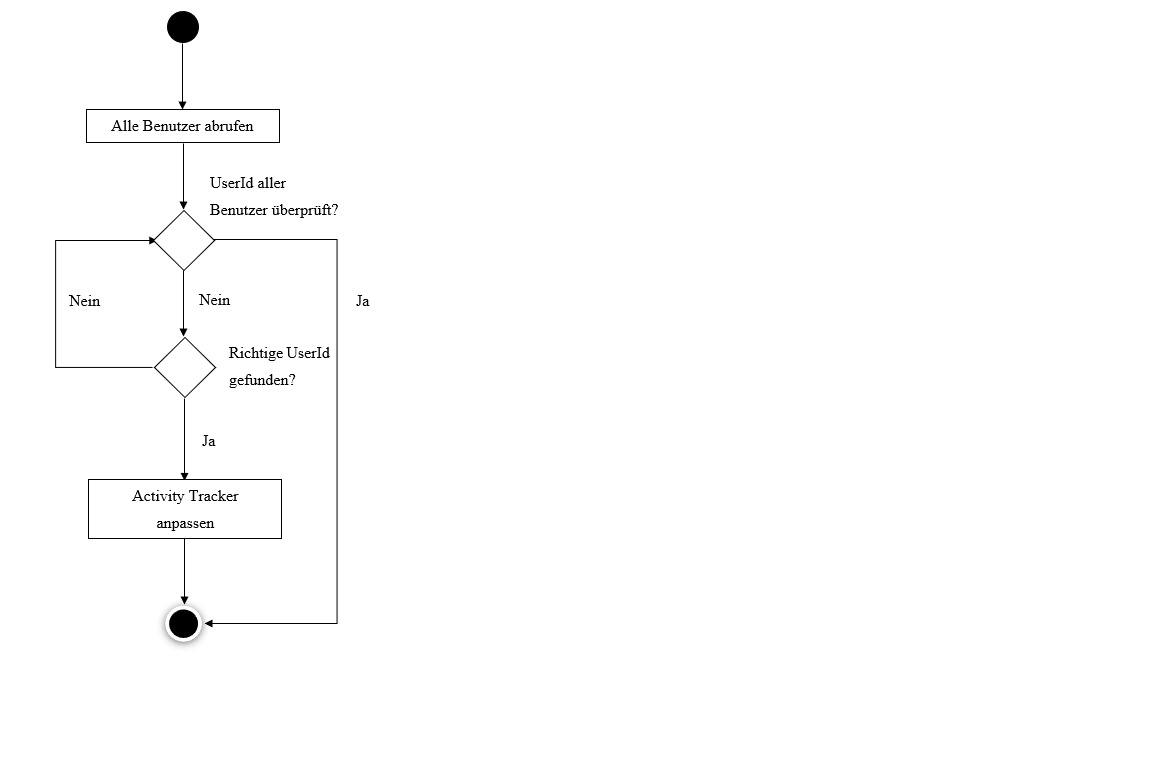 Alle Benutzer abrufen
UserId aller
Benutzer überprüft?
Nein
Nein
Ja
Richtige UserId
gefunden?
Ja
Activity Tracker
anpassen